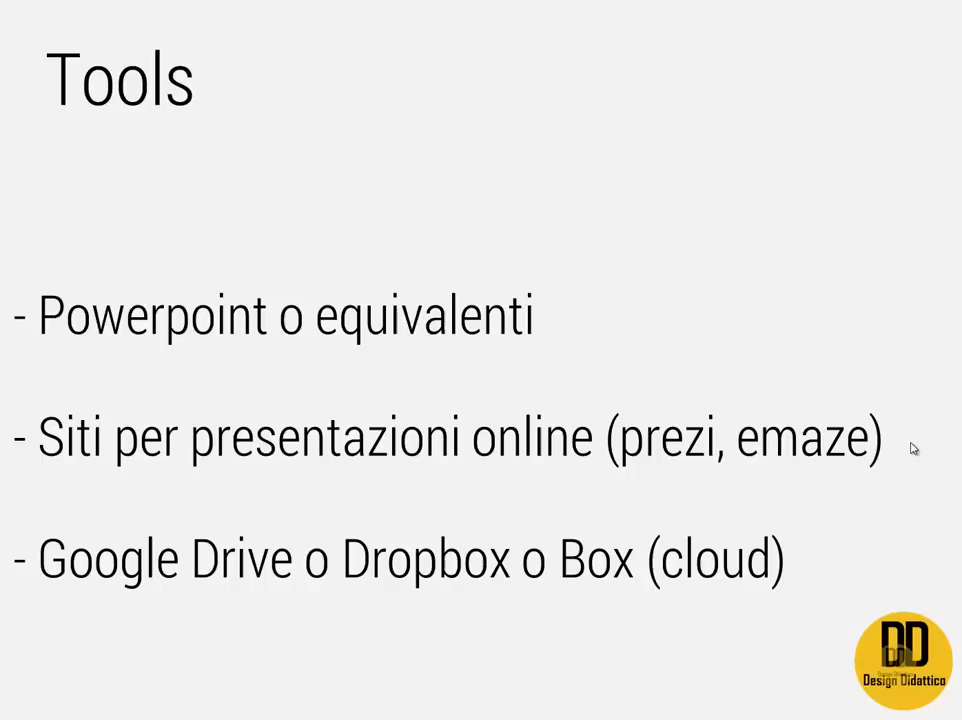 Tools
- Powerpoint o equivalenti
- Siti per presentazioni online (prezi, emaze)
- Google Drive o Dropbox o Box (cloud)
DD
Design Didattico